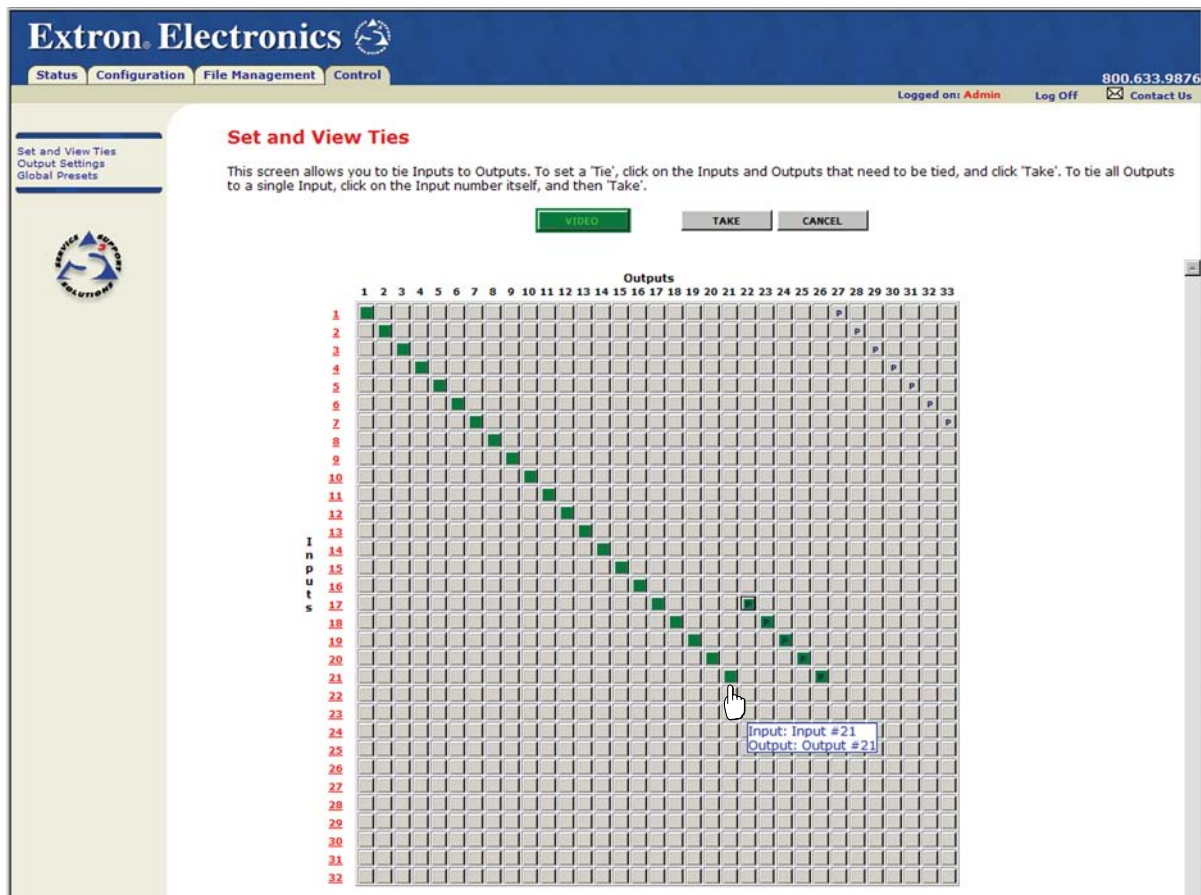 Extron® Electronics
Status Configuration File Management Control
800.633.9876
Logged on: Admin Log Off Contact Us
Set and View Ties
Output Settings
Global Presets
SERVICE SUPPORT SOLUTIONS
S3
Set and View Ties
This screen allows you to tie Inputs to Outputs. To set a 'Tie', click on the Inputs and Outputs that need to be tied, and click 'Take'. To tie all Outputs
to a single Input, click on the Input number itself, and then 'Take'.
VIDEO TAKE CANCEL
Outputs
1 2 3 4 5 6 7 8 9 10 11 12 13 14 15 16 17 18 19 20 21 22 23 24 25 26 27 28 29 30 31 32 33
Inputs
1 P
2 P
3 P
4 P
5 P
6 P
7 P
8
9
10
11
12
13
14
15
16
17 P
18 P
19 P
20 P
21 P
22
23
24
25
26
27
28
29
30
31
32
Input: Input #21
Output: Output #21